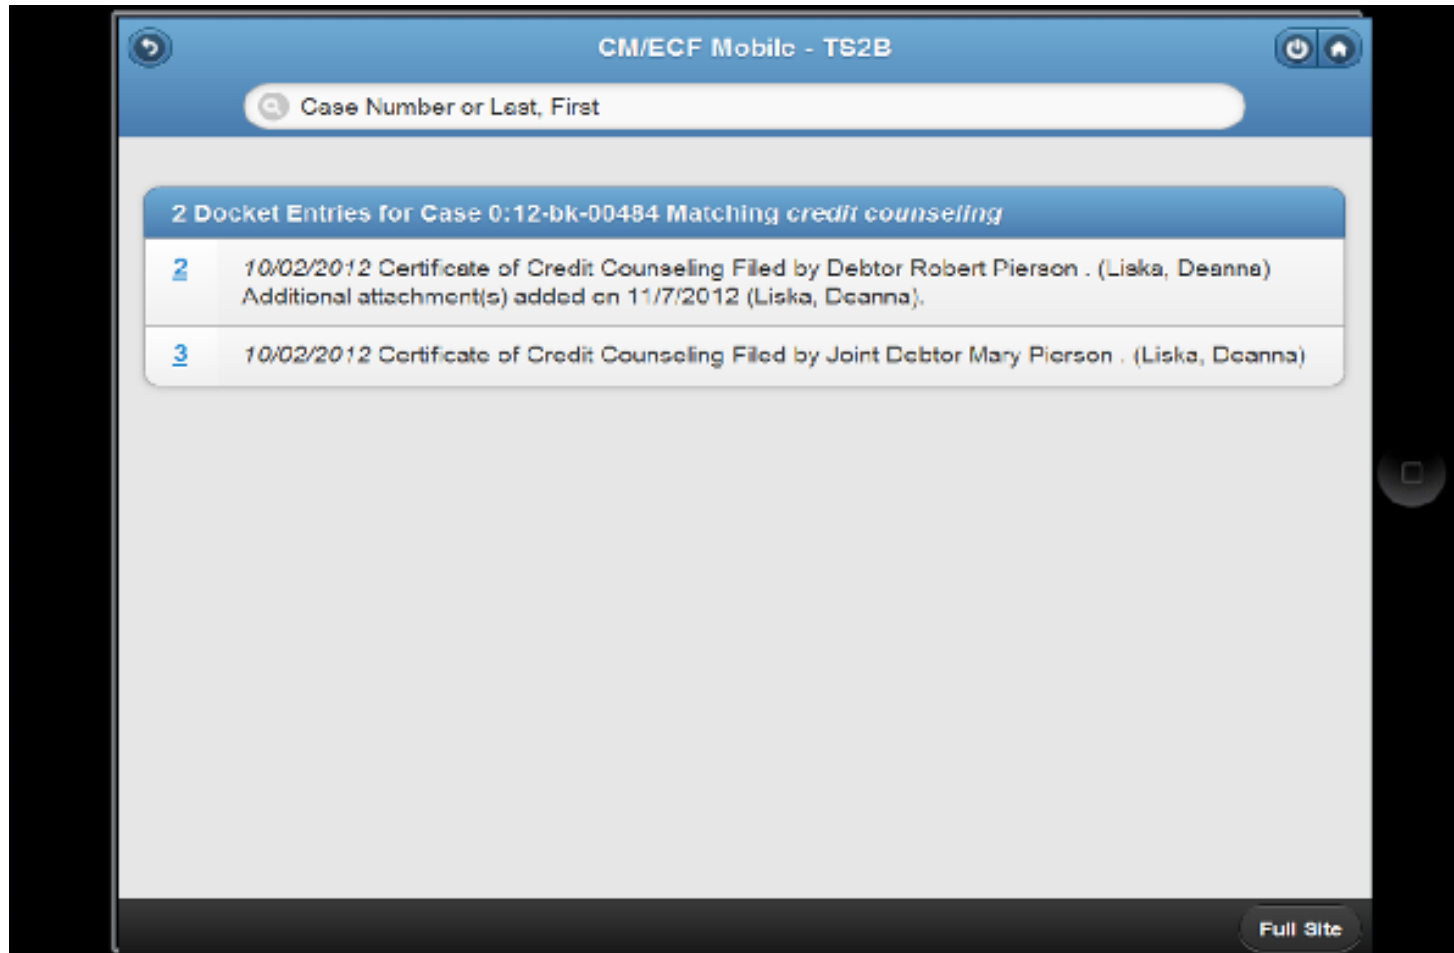 CM/ECF Mobile - TS2B
Case Number or Last, First
2 Docket Entries for Case 0:12-bk-00484 Matching credit counseling
2 10/02/2012 Certificate of Credit Counseling Filed by Debtor Robert Pierson . (Liska, Deanna)
Additional attachment(s) added on 11/7/2012 (Liska, Deanna).
3 10/02/2012 Certificate of Credit Counseling Filed by Joint Debtor Mary Pierson . (Liska, Deanna)
Full Site